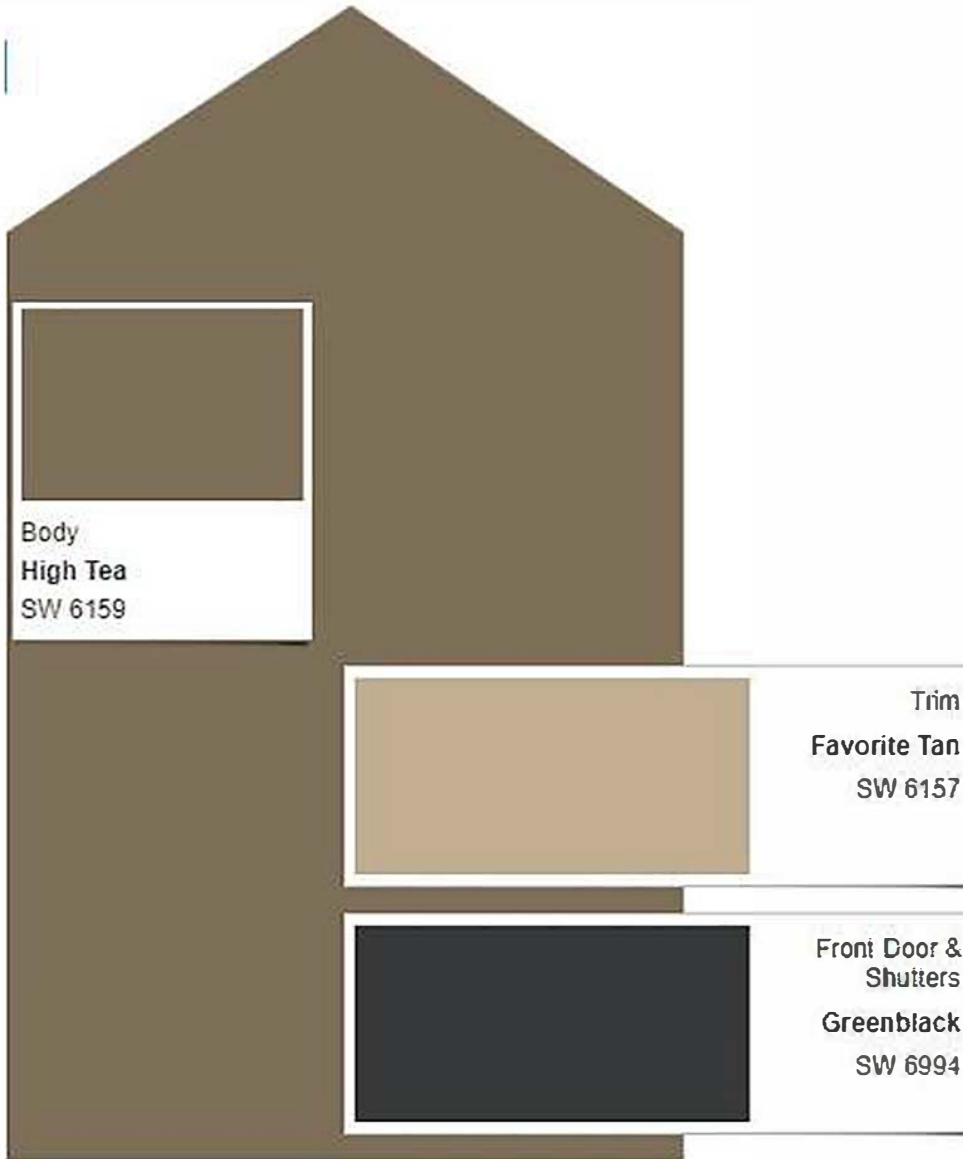 Body
High Tea
SW 6159
Trim
Favorite Tan
SW 6157
Front Door &
Shutters
Greenblack
SW 6994